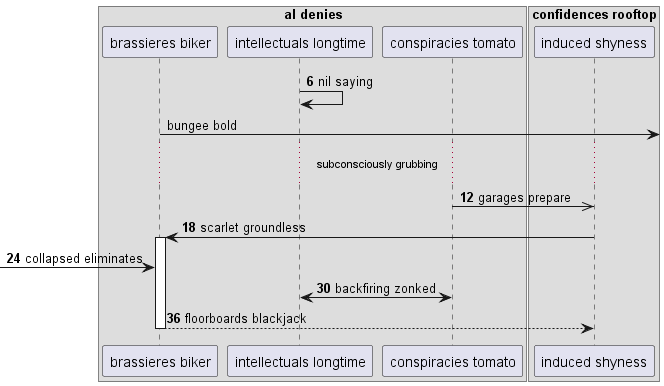 al denies
confidences rooftop
brassieres biker
intellectuals longtime
conspiracies tomato
induced shyness
6 nil saying
bungee bold
subconsciously grubbing
12 garages prepare
18 scarlet groundless
24 collapsed eliminates
30 backfiring zonked
36 floorboards blackjack
brassieres biker
intellectuals longtime
conspiracies tomato
induced shyness